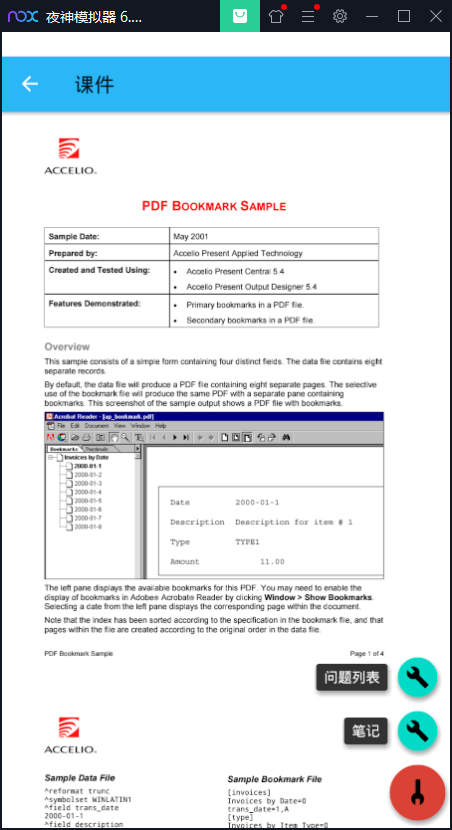 nox 夜神模拟器 6....
课件
ACCELIO.
PDF BOOKMARK SAMPLE
Sample Date: May 2001
Prepared by: Accelio Present Applied Technology
Created and Tested Using: • Accelio Present Central 5.4
• Accelio Present Output Designer 5.4
Features Demonstrated: • Primary bookmarks in a PDF file.
• Secondary bookmarks in a PDF file.
Overview
This sample consists of a simple form containing four distinct fields. The data file contains eight
separate records.
By default, the data file will produce a PDF file containing eight separate pages. The selective
use of the bookmark file will produce the same PDF with a separate pane containing
bookmarks. This screenshot of the sample output shows a PDF file with bookmarks.
Acrobat Reader - [ap_bookmark.pdf]
File Edit Document View Window Help
Bookmarks Thumbnails
Invoices by Date
2000-01-1
2000-01-2
2000-01-3
2000-01-4
2000-01-5
2000-01-6
2000-01-7
2000-01-8
Date 2000-01-1
Description Description for item # 1
Type TYPE1
Amount 11.00
The left pane displays the available bookmarks for this PDF. You may need to enable the
display of bookmarks in Adobe® Acrobat® Reader by clicking Window > Show Bookmarks.
Selecting a date from the left pane displays the corresponding page within the document.
Note that the index has been sorted according to the specification in the bookmark file, and that
pages within the file are created according to the original order in the data file.
PDF Bookmark Sample Page 1 of 4
问题列表
笔记
ACCELIO.
Sample Data File
^reformat trunc
^symbolset WINLATIN1
^field trans_date
2000-01-1
^field description
Sample Bookmark File
[invoices]
Invoices by Date=0
trans_date=1,A
[type]
Invoices by Item Type=0